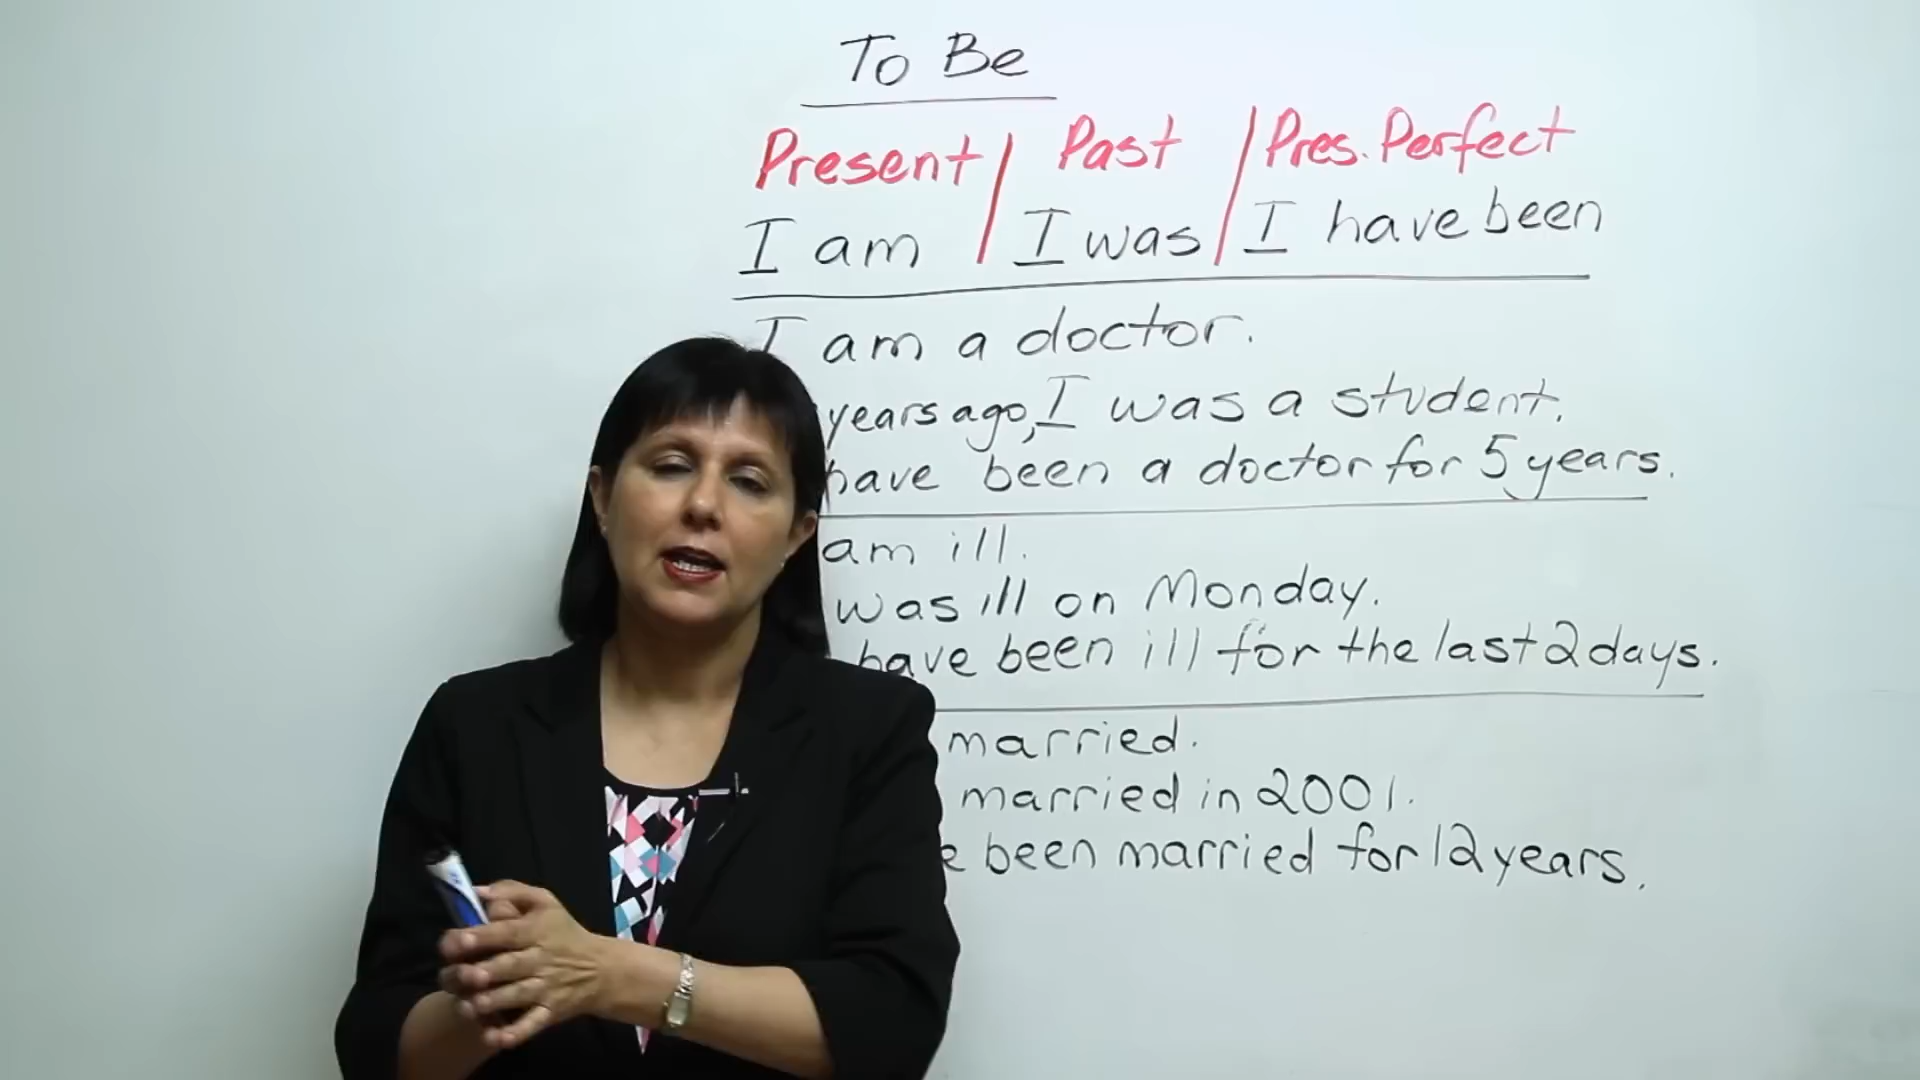 To Be
Present / Past / Pres. Perfect
I am / I was / I have been
I am a doctor.
years ago, I was a student.
have been a doctor for 5 years.
am ill.
was ill on Monday.
have been ill for the last 2 days.
married.
married in 2001.
been married for 12 years.